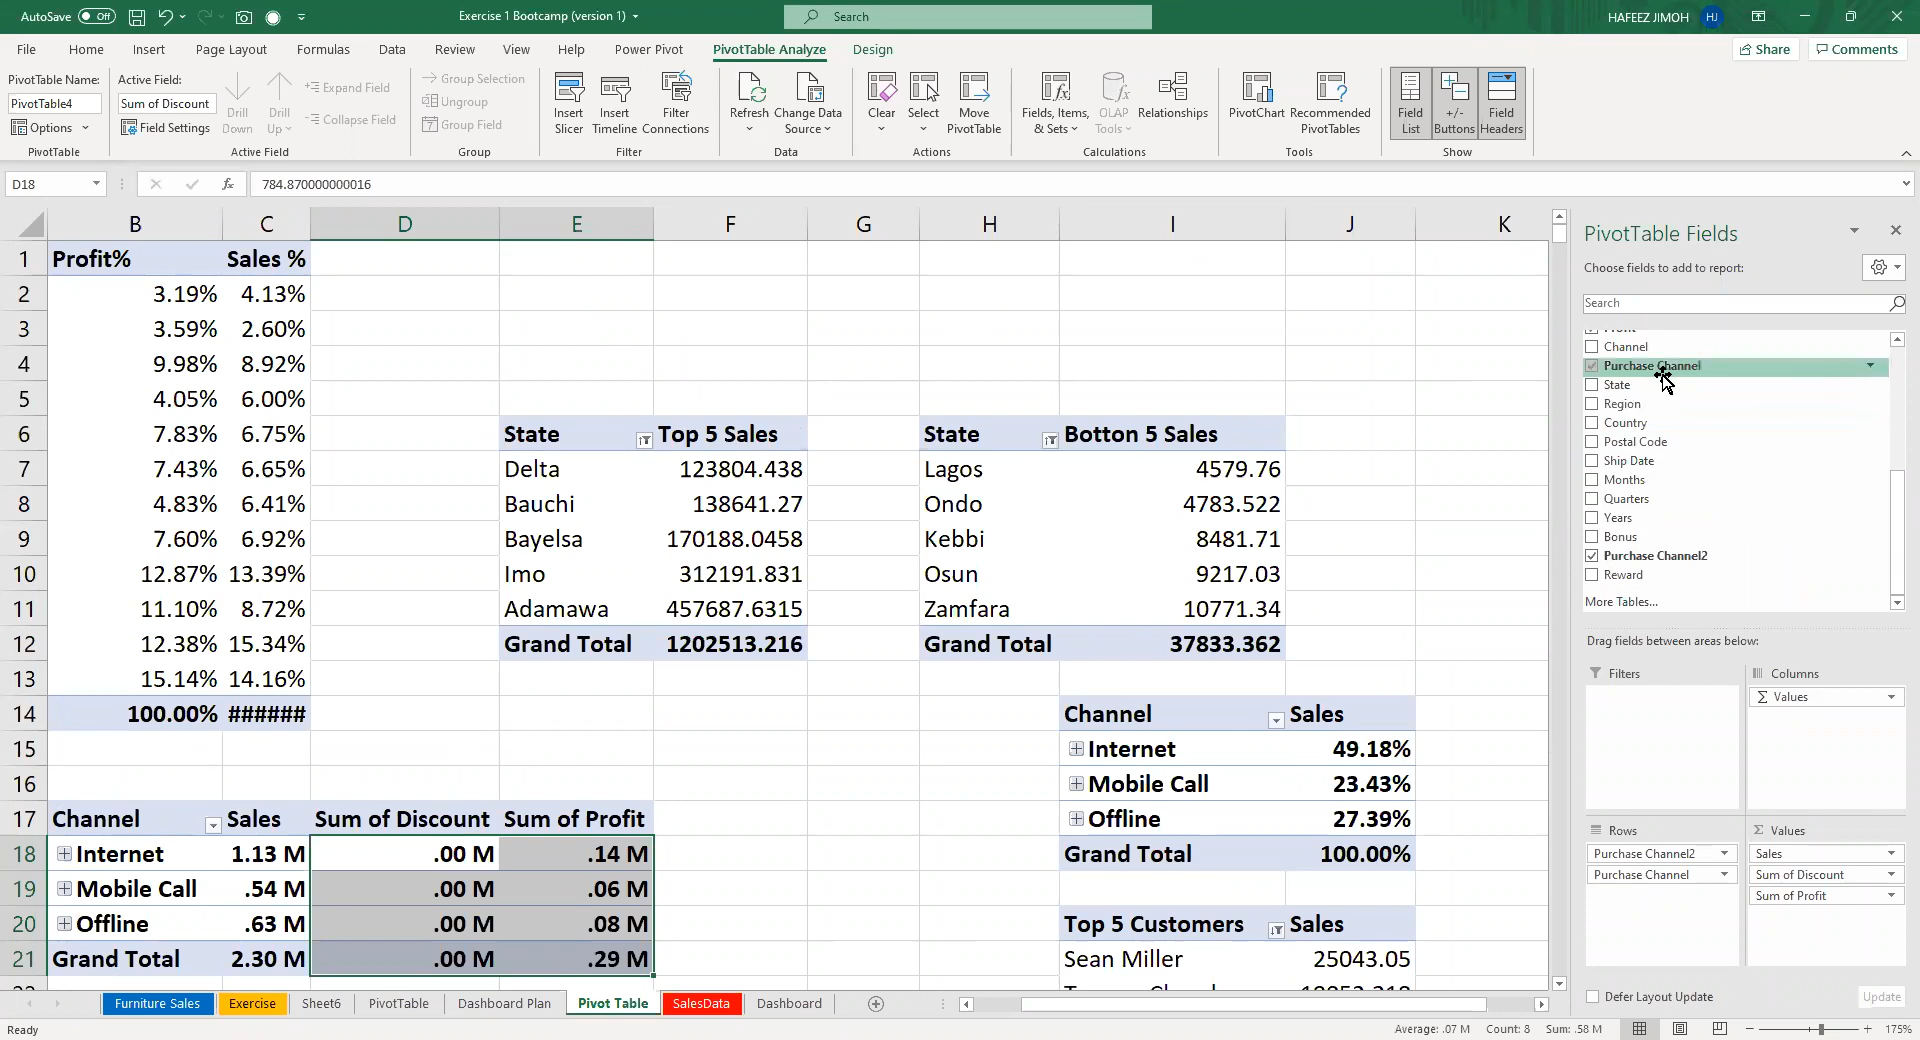 AutoSave Off
Exercise 1 Bootcamp (version 1)
Search
HAFEEZ JIMOH HJ
File Home Insert Page Layout Formulas Data Review View Help Power Pivot PivotTable Analyze Design
Share Comments
PivotTable Name:
PivotTable4
Options
PivotTable
Active Field:
Sum of Discount
Field Settings
Drill Down
Drill Up
Expand Field
Collapse Field
Active Field
Group Selection
Ungroup
Group Field
Group
Insert Slicer
Insert Timeline
Filter Connections
Filter
Refresh
Change Data Source
Data
Clear
Select
Move PivotTable
Actions
Fields, Items, & Sets
OLAP Tools
Relationships
Calculations
PivotChart
Recommended PivotTables
Tools
Field List
+/- Buttons
Field Headers
Show
D18
fx
784.870000000016
B C D E F G H I J K
1 Profit% Sales %
2 3.19% 4.13%
3 3.59% 2.60%
4 9.98% 8.92%
5 4.05% 6.00%
6 7.83% 6.75% State Top 5 Sales State Botton 5 Sales
7 7.43% 6.65% Delta 123804.438 Lagos 4579.76
8 4.83% 6.41% Bauchi 138641.27 Ondo 4783.522
9 7.60% 6.92% Bayelsa 170188.0458 Kebbi 8481.71
10 12.87% 13.39% Imo 312191.831 Osun 9217.03
11 11.10% 8.72% Adamawa 457687.6315 Zamfara 10771.34
12 12.38% 15.34% Grand Total 1202513.216 Grand Total 37833.362
13 15.14% 14.16%
14 100.00% ###### Channel Sales
15 Internet 49.18%
16 Mobile Call 23.43%
17 Channel Sales Sum of Discount Sum of Profit Offline 27.39%
18 Internet 1.13 M .00 M .14 M Grand Total 100.00%
19 Mobile Call .54 M .00 M .06 M
20 Offline .63 M .00 M .08 M Top 5 Customers Sales
21 Grand Total 2.30 M .00 M .29 M Sean Miller 25043.05
PivotTable Fields
Choose fields to add to report:
Search
Profit
Channel
Purchase Channel
State
Region
Country
Postal Code
Ship Date
Months
Quarters
Years
Bonus
Purchase Channel2
Reward
More Tables...
Drag fields between areas below:
Filters
Columns
Σ Values
Rows
Purchase Channel2
Purchase Channel
Σ Values
Sales
Sum of Discount
Sum of Profit
Defer Layout Update
Update
Furniture Sales Exercise Sheet6 PivotTable Dashboard Plan Pivot Table SalesData Dashboard
Ready
Average: .07 M Count: 8 Sum: .58 M
175%